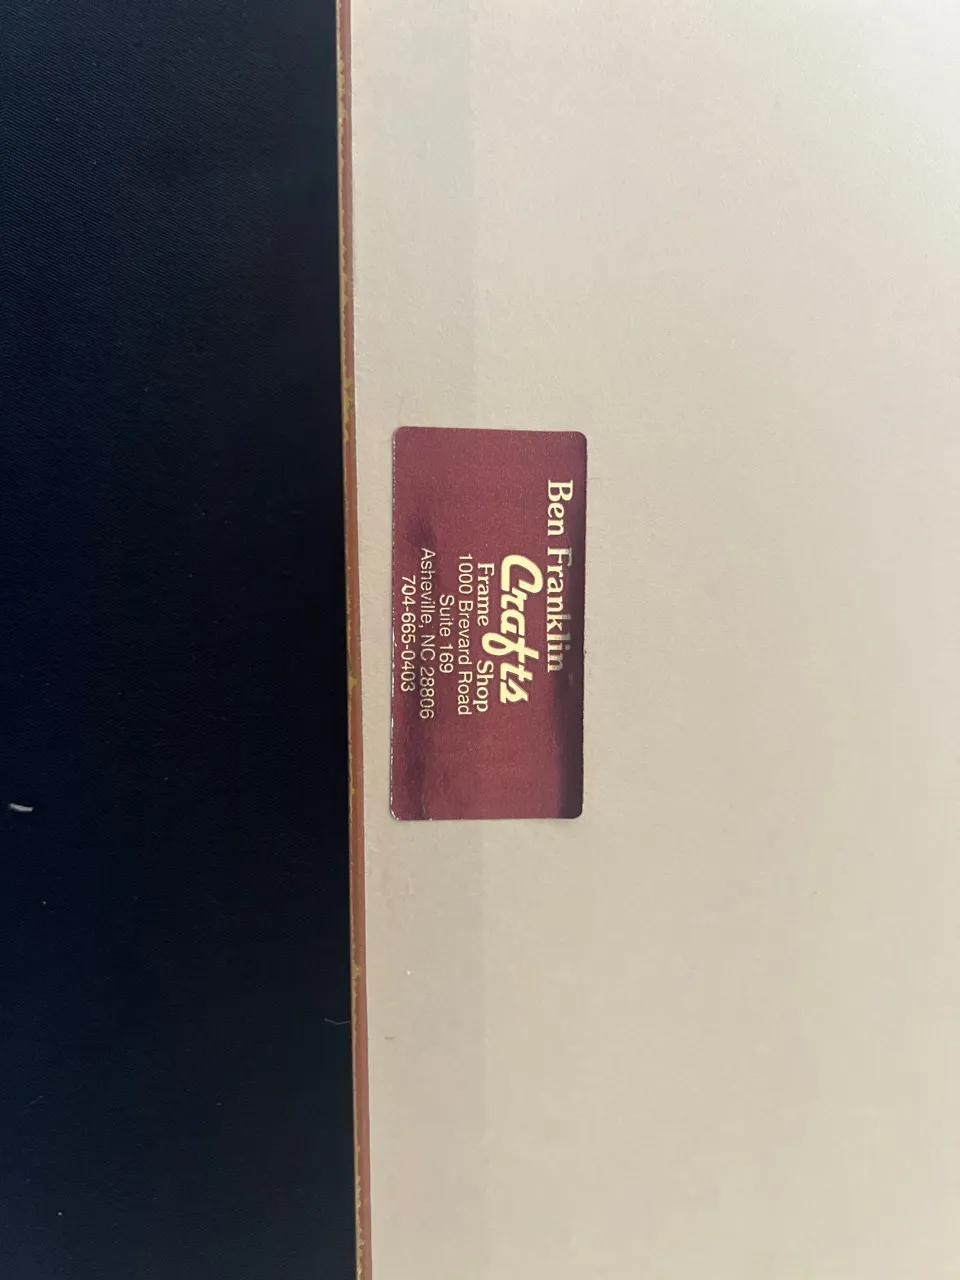 Ben Franklin
Crafts
Frame Shop
1000 Brevard Road
Suite 169
Asheville, NC 28806
704-665-0403